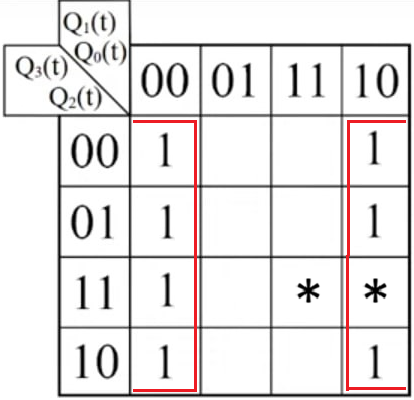 Q₁(t)
Q₀(t)
Q₃(t)
Q₂(t)
00 01 11 10
00 1 1
01 1 1
11 1 * *
10 1 1